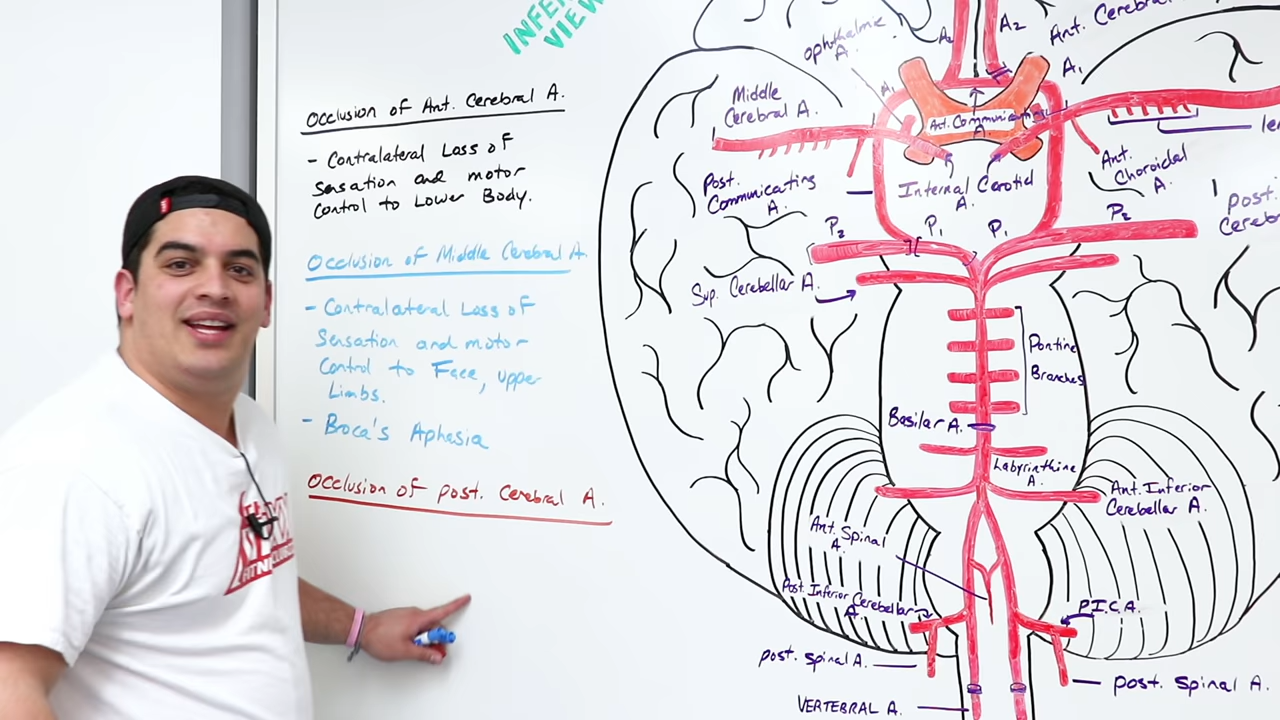 INFE
VIEW
Occlusion of Ant. Cerebral A.
- Contralateral Loss of
Sensation and motor
Control to Lower Body.
Occlusion of Middle Cerebral A.
- Contralateral Loss of
Sensation and motor
Control to Face, upper
Limbs.
- Broca's Aphasia
Occlusion of post. Cerebral A.
ophthalmic
A.
A2
A2
Ant. Cerebral
A1
A1
Middle
Cerebral A.
Ant. Communicating
A.
Post.
Communicating
A.
Internal Carotid
A.
Ant.
Choroidal
A.
Post.
Cereb
P2
P1
P1
P2
Sup. Cerebellar A.
Pontine
Branches
Basilar A.
Labyrinthine
A.
Ant. Inferior
Cerebellar A.
Ant. Spinal
A.
Post. Inferior Cerebellar
A.
P.I.C.A.
post. spinal A.
post. Spinal A.
VERTEBRAL A.